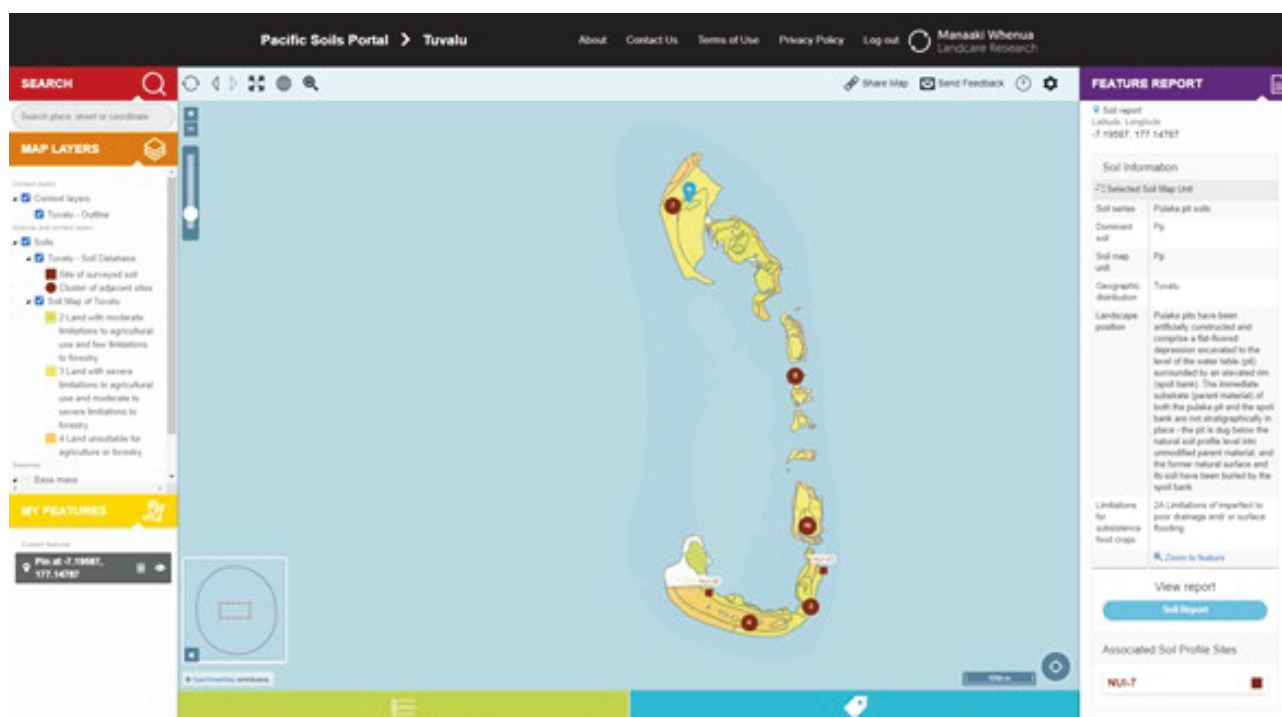 Pacific Soils Portal > Tuvalu
About Contact Us Terms of Use Privacy Policy Log out
Manaaki Whenua
Landcare Research
SEARCH
Search place, street or coordinate
MAP LAYERS
Context layers
Context layers
Tuvalu - Outline
Soils
Tuvalu - Soil Database
Site of surveyed soil
Cluster of adjacent sites
Soil Map of Tuvalu
2 Land with moderate
limitations to agricultural
use and few limitations
to forestry
3 Land with severe
limitations to agricultural
use and moderate to
severe limitations to
forestry
4 Land unsuitable for
agriculture or forestry
Basemaps
Base maps
MY FEATURES
Custom features
Pin at -7.19587,
177.14787
Share Map Send Feedback
FEATURE REPORT
Soil report
Latitude, Longitude
-7.19587, 177.14787
Soil Information
Selected Soil Map Unit
Soil series Pulaka pit soils
Dominant Pp
soil
Soil map Pp
unit
Geographic Tuvalu
distribution
Landscape Pulaka pits have been
position artificially constructed and
comprise a flat-floored
depression excavated to the
level of the water table (pit)
surrounded by an elevated rim
(spoil bank). The immediate
substrate (parent material) of
both the pulaka pit and the spoil
bank are not stratigraphically in
place - the pit is dug below the
natural soil profile level into
unmodified parent material, and
the former natural surface and
its soil have been buried by the
spoil bank.
Limitations 2A Limitations of imperfect to
for poor drainage and/ or surface
subsistence flooding.
food crops
Zoom to feature
View report
Soil Report
Associated Soil Profile Sites
NUI-7